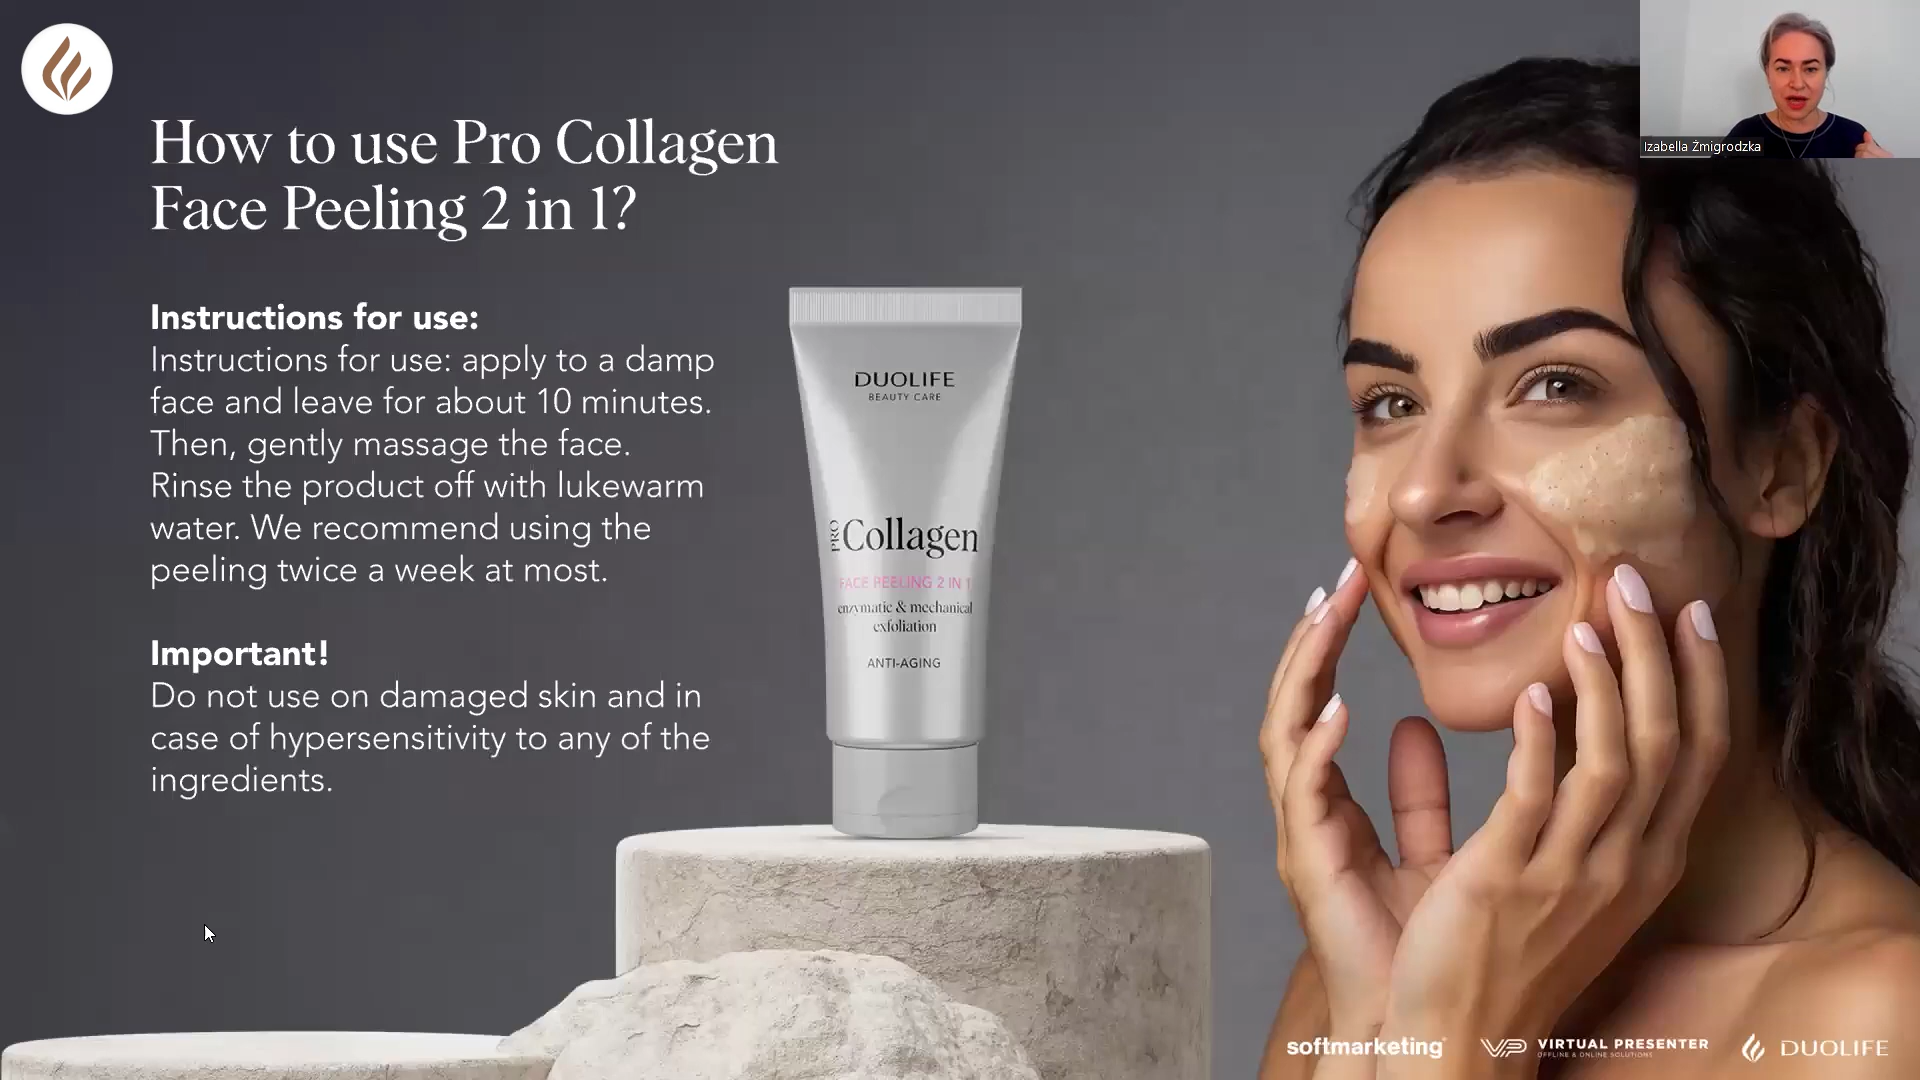 Izabella Żmigrodzka
How to use Pro Collagen
Face Peeling 2 in 1?
Instructions for use:
Instructions for use: apply to a damp
face and leave for about 10 minutes.
Then, gently massage the face.
Rinse the product off with lukewarm
water. We recommend using the
peeling twice a week at most.
Important!
Do not use on damaged skin and in
case of hypersensitivity to any of the
ingredients.
DUOLIFE
BEAUTY CARE
PRO Collagen
FACE PEELING 2 IN 1
enzymatic & mechanical
exfoliation
ANTI-AGING
softmarketing
VP VIRTUAL PRESENTER
OFFLINE & ONLINE SOLUTIONS
DUOLIFE